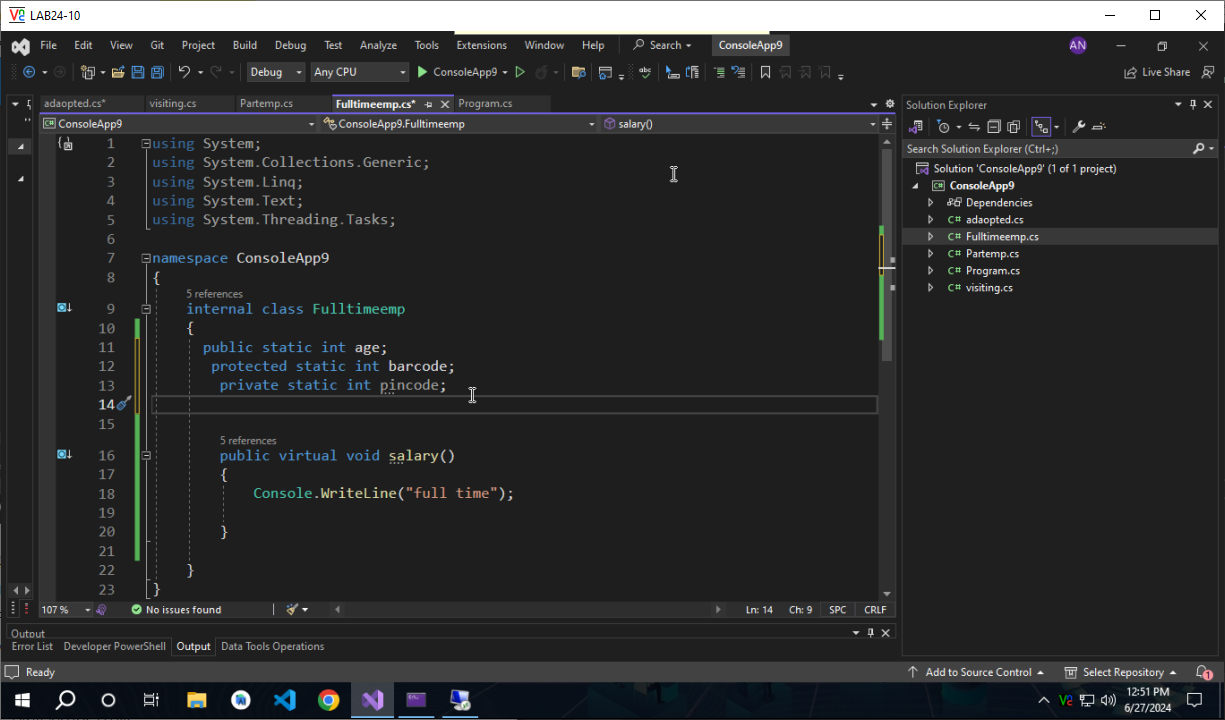 LAB24-10
File Edit View Git Project Build Debug Test Analyze Tools Extensions Window Help Search ConsoleApp9 AN
Debug Any CPU ConsoleApp9 Live Share
adaopted.cs* visiting.cs Partemp.cs Fulltimeemp.cs* Program.cs
ConsoleApp9 ConsoleApp9.Fulltimeemp salary()
1 using System;
2 using System.Collections.Generic;
3 using System.Linq;
4 using System.Text;
5 using System.Threading.Tasks;
6
7 namespace ConsoleApp9
8 {
5 references
9 internal class Fulltimeemp
10 {
11 public static int age;
12 protected static int barcode;
13 private static int pincode;
14
15
5 references
16 public virtual void salary()
17 {
18 Console.WriteLine("full time");
19
20 }
21
22 }
23 }
107 % No issues found Ln: 14 Ch: 9 SPC CRLF
Output
Error List Developer PowerShell Output Data Tools Operations
Solution Explorer
Search Solution Explorer (Ctrl+;)
Solution 'ConsoleApp9' (1 of 1 project)
ConsoleApp9
Dependencies
C# adaopted.cs
C# Fulltimeemp.cs
C# Partemp.cs
C# Program.cs
C# visiting.cs
Ready Add to Source Control Select Repository 1
12:51 PM
6/27/2024